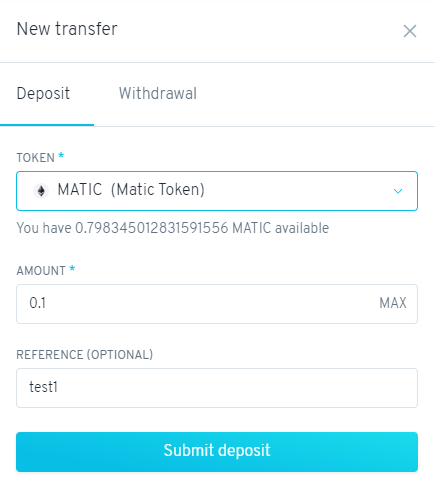 New transfer
Deposit Withdrawal
TOKEN *
MATIC (Matic Token)
You have 0.798345012831591556 MATIC available
AMOUNT *
0.1 MAX
REFERENCE (OPTIONAL)
test1
Submit deposit